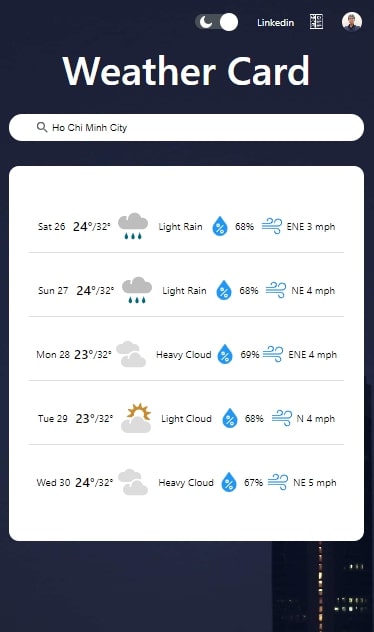 Linkedin
Weather Card
Ho Chi Minh City
Sat 26 24°/32° Light Rain 68% ENE 3 mph
Sun 27 24°/32° Light Rain 68% NE 4 mph
Mon 28 23°/32° Heavy Cloud 69% ENE 4 mph
Tue 29 23°/32° Light Cloud 68% N 4 mph
Wed 30 24°/32° Heavy Cloud 67% NE 5 mph